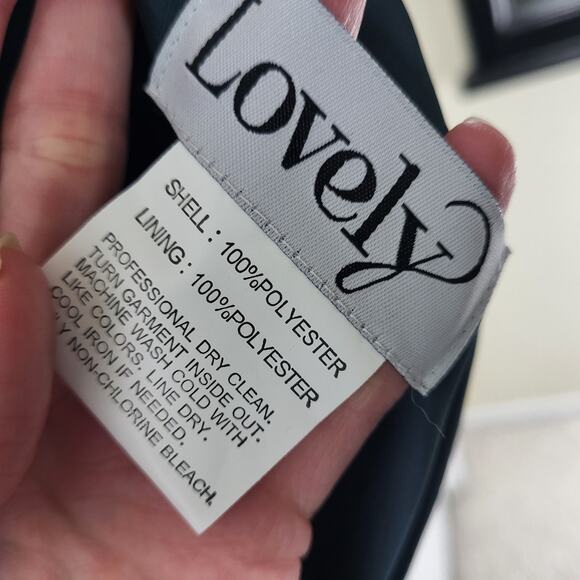 Lovely
SHELL : 100%POLYESTER
LINING : 100%POLYESTER
PROFESSIONAL DRY CLEAN.
TURN GARMENT INSIDE OUT.
MACHINE WASH COLD WITH
LIKE COLORS. LINE DRY.
COOL IRON IF NEEDED.
NON-CHLORINE BLEACH.